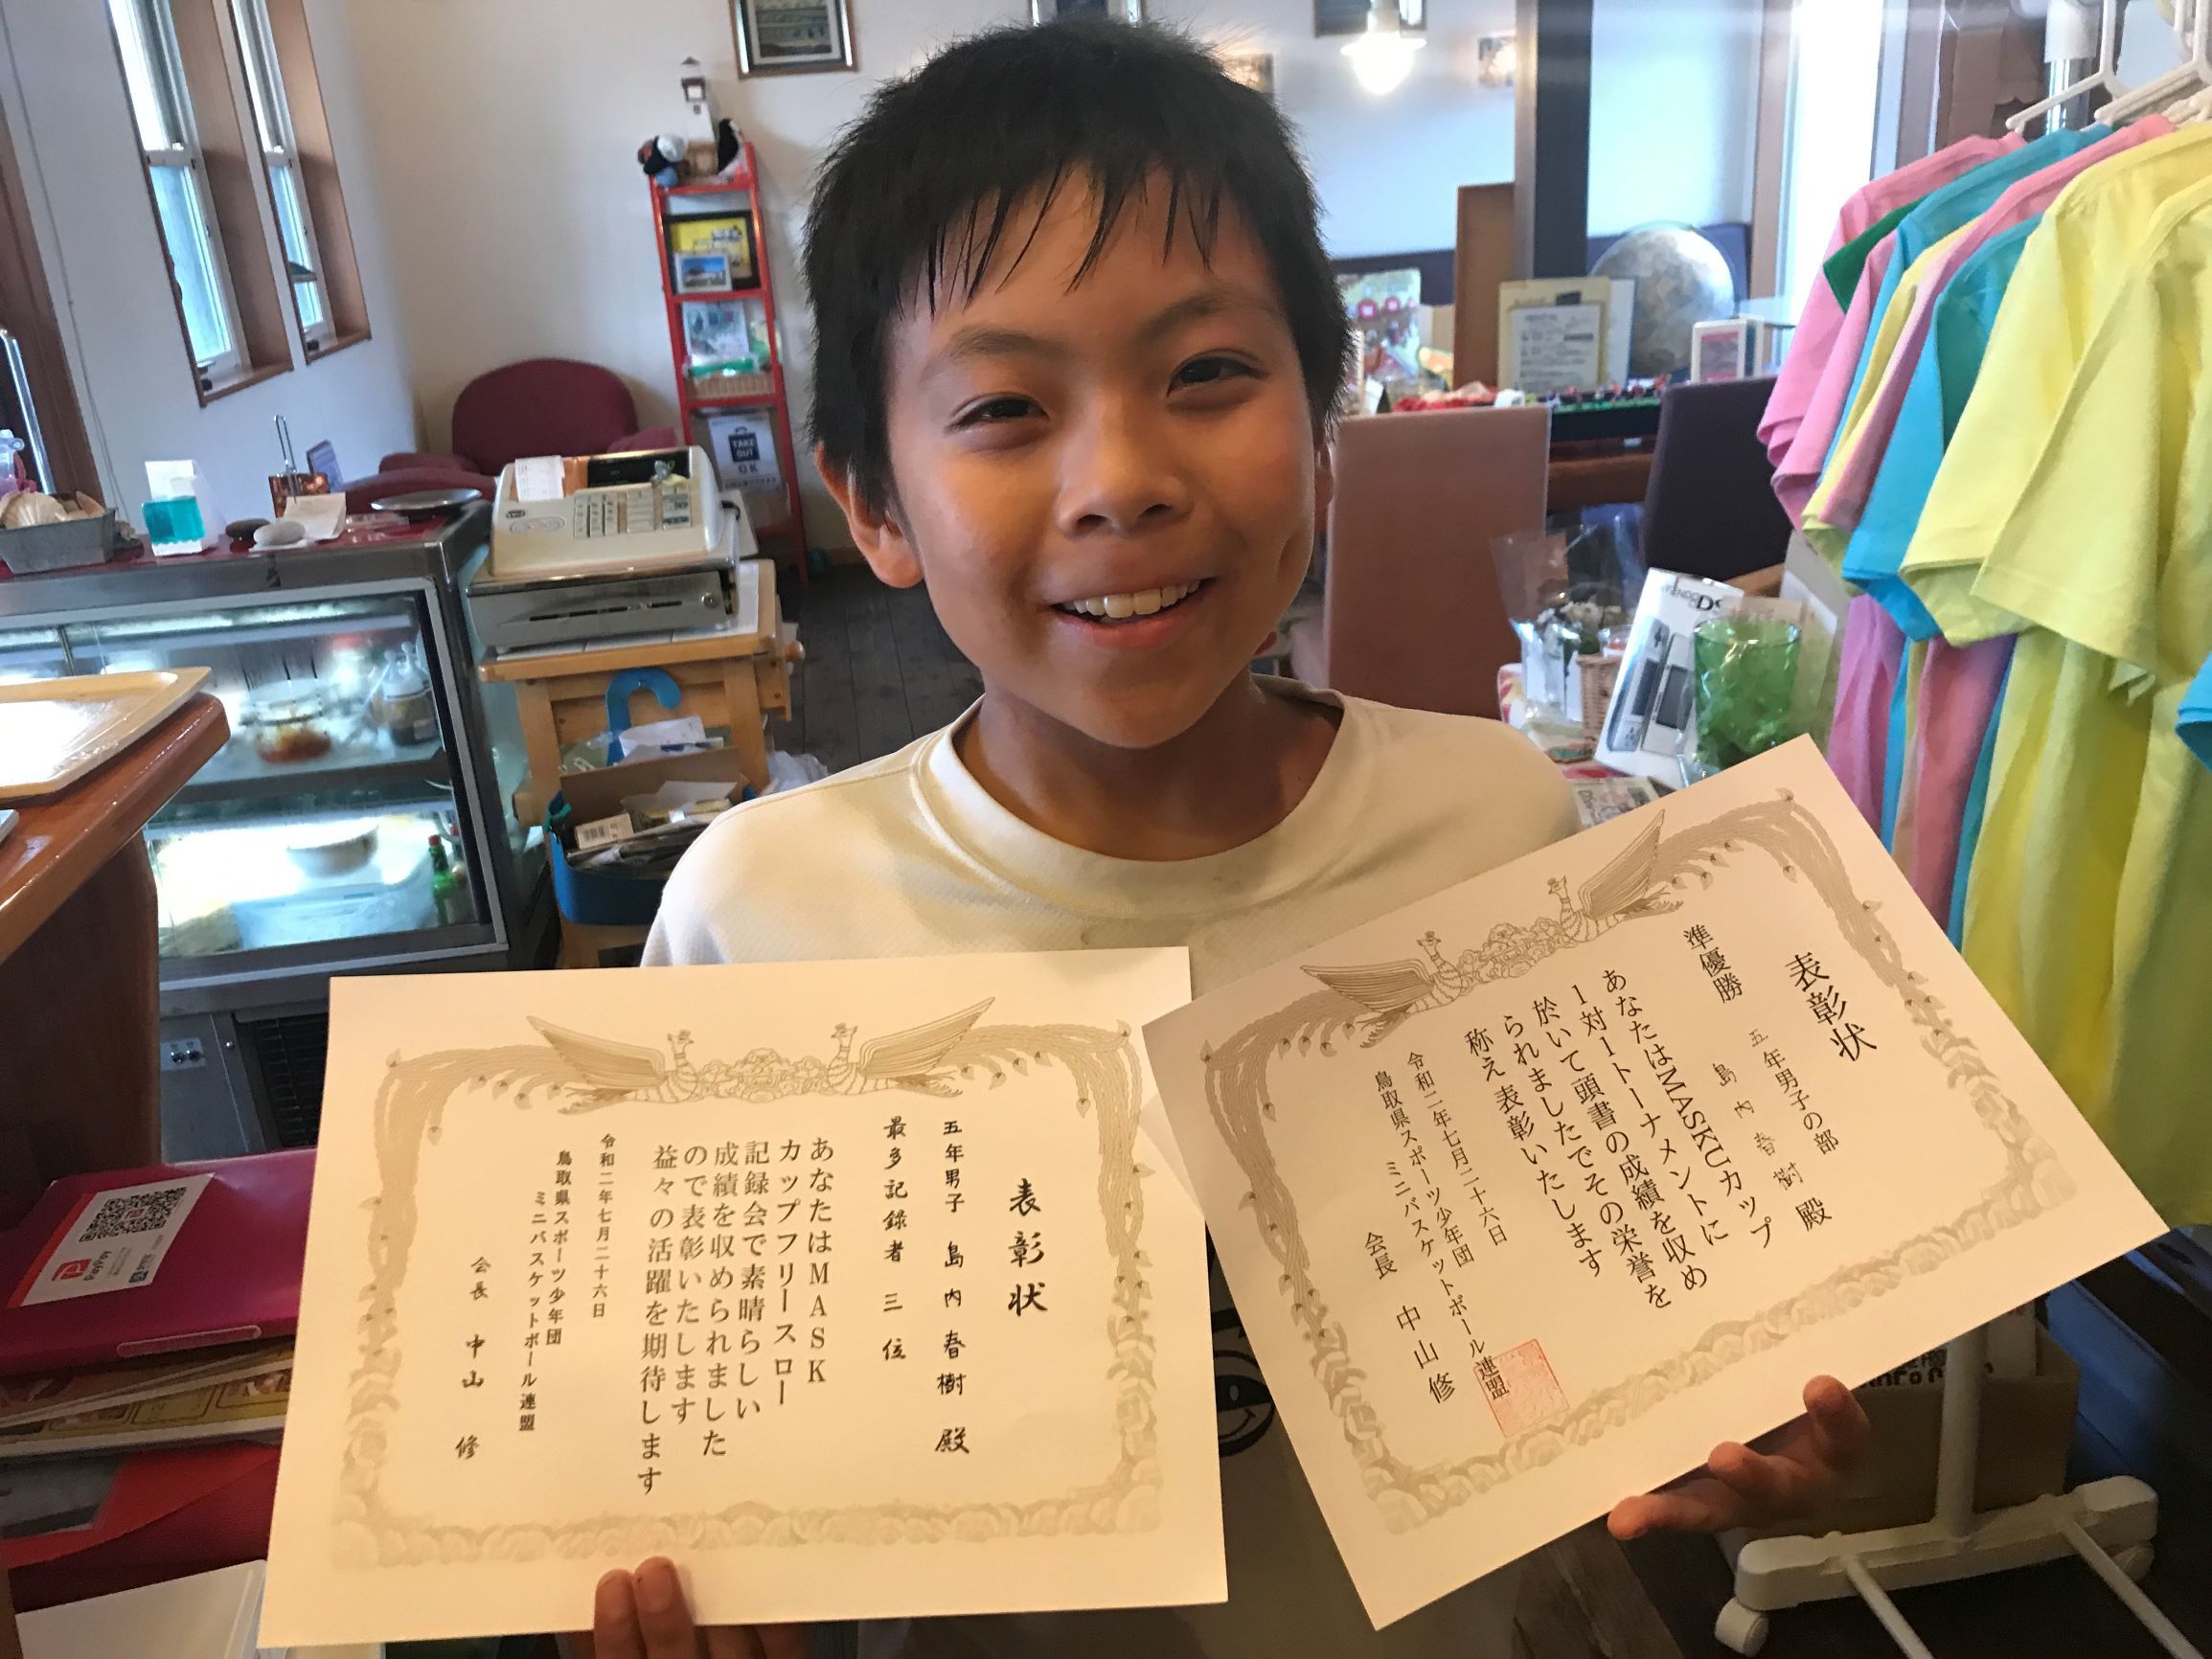 表彰状
五年男子 島内春樹 殿
最多記録者 三位
あなたはMASK
カップフリースロー
記録会で素晴らしい
成績を収められました
ので表彰いたします
益々の活躍を期待します
令和二年七月二十六日
鳥取県スポーツ少年団
ミニバスケットボール連盟
会長 中山 修
表彰状
準優勝
五年男子の部
島内春樹 殿
あなたはMASKUカップ
1対1トーナメントに
於いて頭書の成績を収め
られましたでその栄誉を
称え表彰いたします
令和二年七月二十六日
鳥取県スポーツ少年団
ミニバスケットボール連盟
会長 中山 修
TAKE
OUT
OK